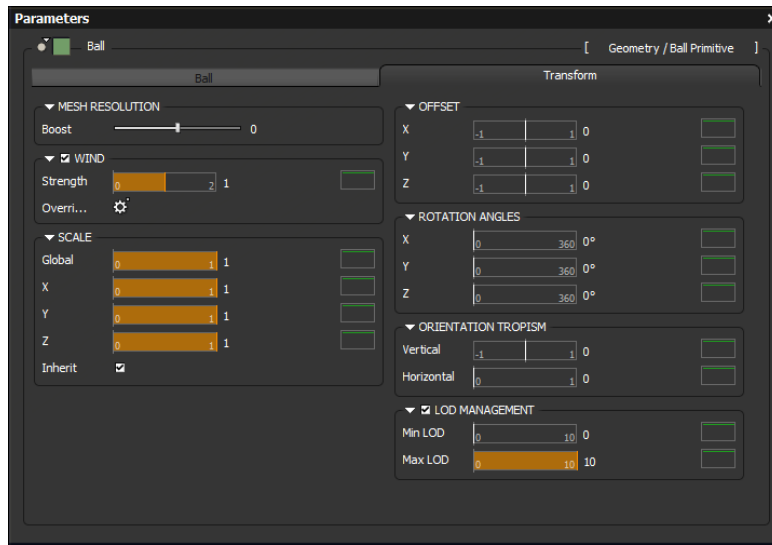 Parameters
Ball
[ Geometry / Ball Primitive ]
Ball
Transform
MESH RESOLUTION
Boost 0
WIND
Strength 0 2 1
Overri...
SCALE
Global 0 1 1
X 0 1 1
Y 0 1 1
Z 0 1 1
Inherit
OFFSET
X -1 1 0
Y -1 1 0
Z -1 1 0
ROTATION ANGLES
X 0 360 0°
Y 0 360 0°
Z 0 360 0°
ORIENTATION TROPISM
Vertical -1 1 0
Horizontal 0 1 0
LOD MANAGEMENT
Min LOD 0 10 0
Max LOD 0 10 10